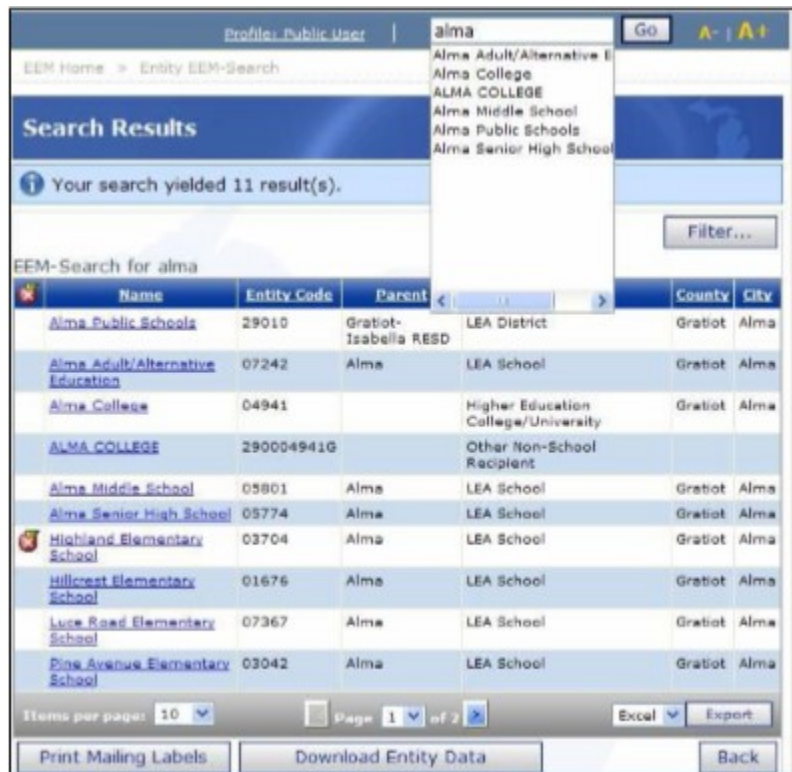 Profile: Public User | alma Go A- | A+
EEM Home > Entity EEM-Search
Alma Adult/Alternative E
Alma College
ALMA COLLEGE
Alma Middle School
Alma Public Schools
Alma Senior High School
Search Results
Your search yielded 11 result(s).
Filter...
EEM-Search for alma
Name Entity Code Parent County City
Alma Public Schools 29010 Gratiot- LEA District Gratiot Alma
Isabella RESD
Alma Adult/Alternative 07242 Alma LEA School Gratiot Alma
Education
Alma College 04941 Higher Education Gratiot Alma
College/University
ALMA COLLEGE 290004941G Other Non-School
Recipient
Alma Middle School 05801 Alma LEA School Gratiot Alma
Alma Senior High School 05774 Alma LEA School Gratiot Alma
Highland Elementary 03704 Alma LEA School Gratiot Alma
School
Hillcrest Elementary 01676 Alma LEA School Gratiot Alma
School
Luce Road Elementary 07367 Alma LEA School Gratiot Alma
School
Pine Avenue Elementary 03042 Alma LEA School Gratiot Alma
School
Items per page: 10 Page 1 of 2 Excel Export
Print Mailing Labels Download Entity Data Back